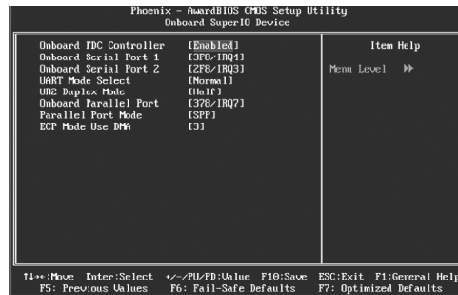 Phoenix - AwardBIOS CMOS Setup Utility
Onboard SuperIO Device
Onboard FDC Controller [Enabled]
Onboard Serial Port 1 [3F8/IRQ4]
Onboard Serial Port 2 [2F8/IRQ3]
UART Mode Select [Normal]
UR2 Duplex Mode [Half]
Onboard Parallel Port [378/IRQ7]
Parallel Port Mode [SPP]
ECP Mode Use DMA [3]
Item Help
Menu Level ▶▶
↑↓→←:Move Enter:Select +/-/PU/PD:Value F10:Save ESC:Exit F1:General Help
F5: Previous Values F6: Fail-Safe Defaults F7: Optimized Defaults